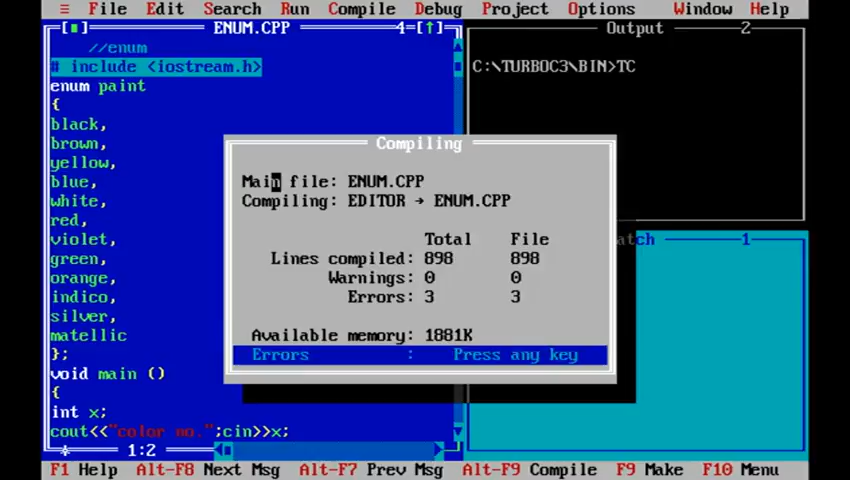 ≡ File Edit Search Run Compile Debug Project Options Window Help
[■] ENUM.CPP 4=[↑]
Output 2
//enum
# include <iostream.h>
C:\TURBOC3\BIN>TC
enum paint
{
black,
brown,
yellow,
blue,
white,
red,
violet,
green,
orange,
indico,
silver,
matellic
};
void main ()
{
int x;
cout<<"color no.";cin>>x;
1:2
Compiling
Main file: ENUM.CPP
Compiling: EDITOR → ENUM.CPP
Total File
Lines compiled: 898 898
Warnings: 0 0
Errors: 3 3
Available memory: 1881K
Errors : Press any key
atch 1
F1 Help Alt-F8 Next Msg Alt-F7 Prev Msg Alt-F9 Compile F9 Make F10 Menu